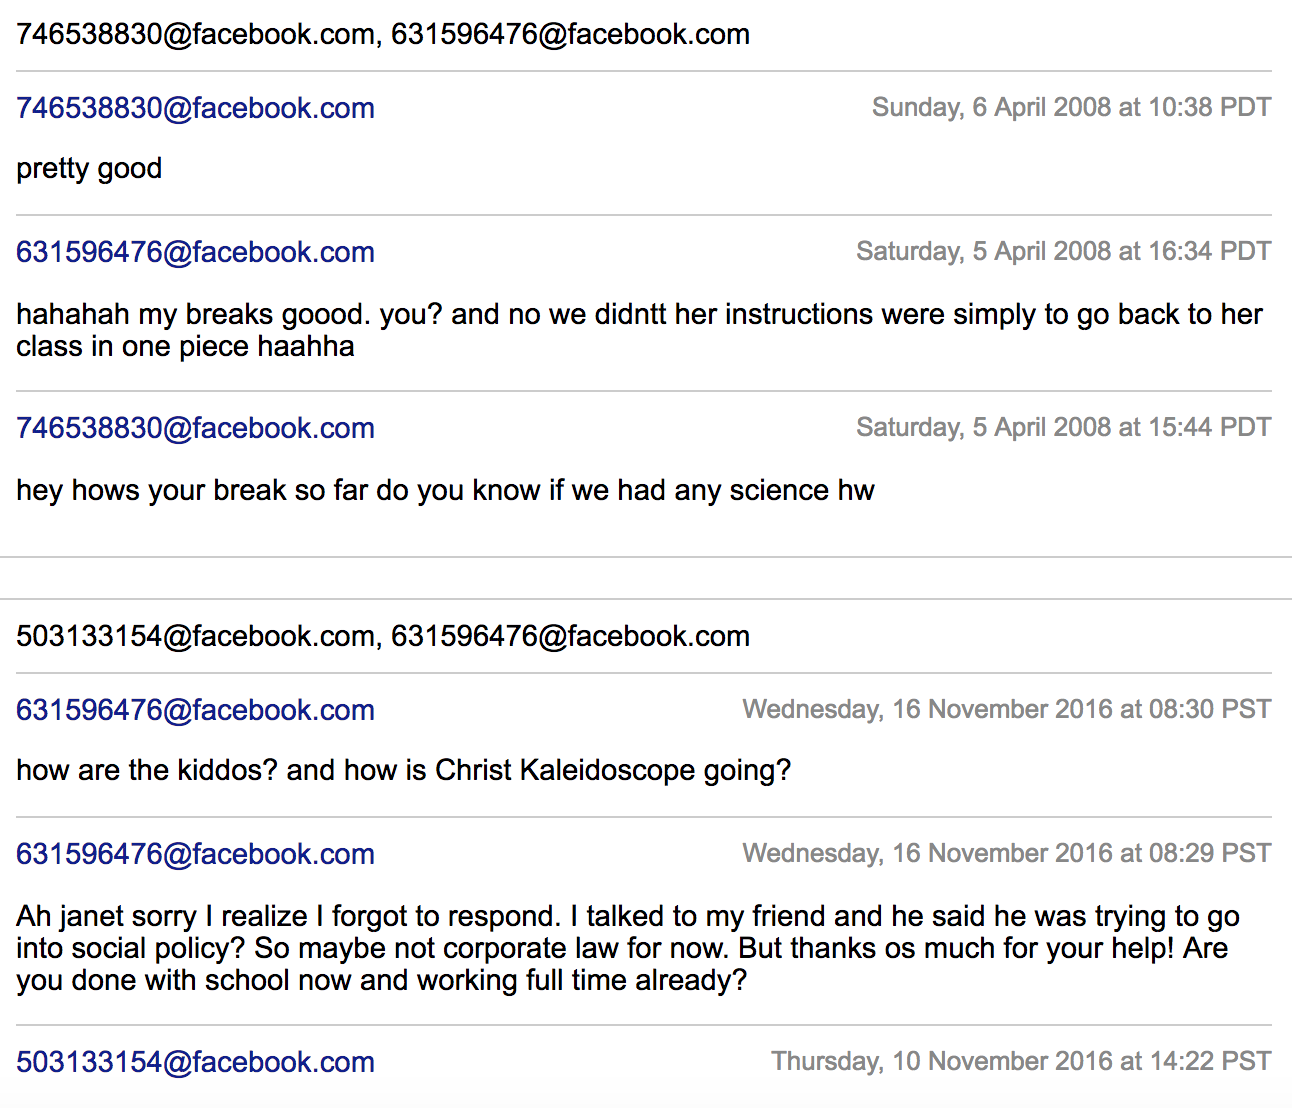 746538830@facebook.com, 631596476@facebook.com
746538830@facebook.com Sunday, 6 April 2008 at 10:38 PDT
pretty good
631596476@facebook.com Saturday, 5 April 2008 at 16:34 PDT
hahahah my breaks goood. you? and no we didntt her instructions were simply to go back to her
class in one piece haahha
746538830@facebook.com Saturday, 5 April 2008 at 15:44 PDT
hey hows your break so far do you know if we had any science hw
503133154@facebook.com, 631596476@facebook.com
631596476@facebook.com Wednesday, 16 November 2016 at 08:30 PST
how are the kiddos? and how is Christ Kaleidoscope going?
631596476@facebook.com Wednesday, 16 November 2016 at 08:29 PST
Ah janet sorry I realize I forgot to respond. I talked to my friend and he said he was trying to go
into social policy? So maybe not corporate law for now. But thanks os much for your help! Are
you done with school now and working full time already?
503133154@facebook.com Thursday, 10 November 2016 at 14:22 PST